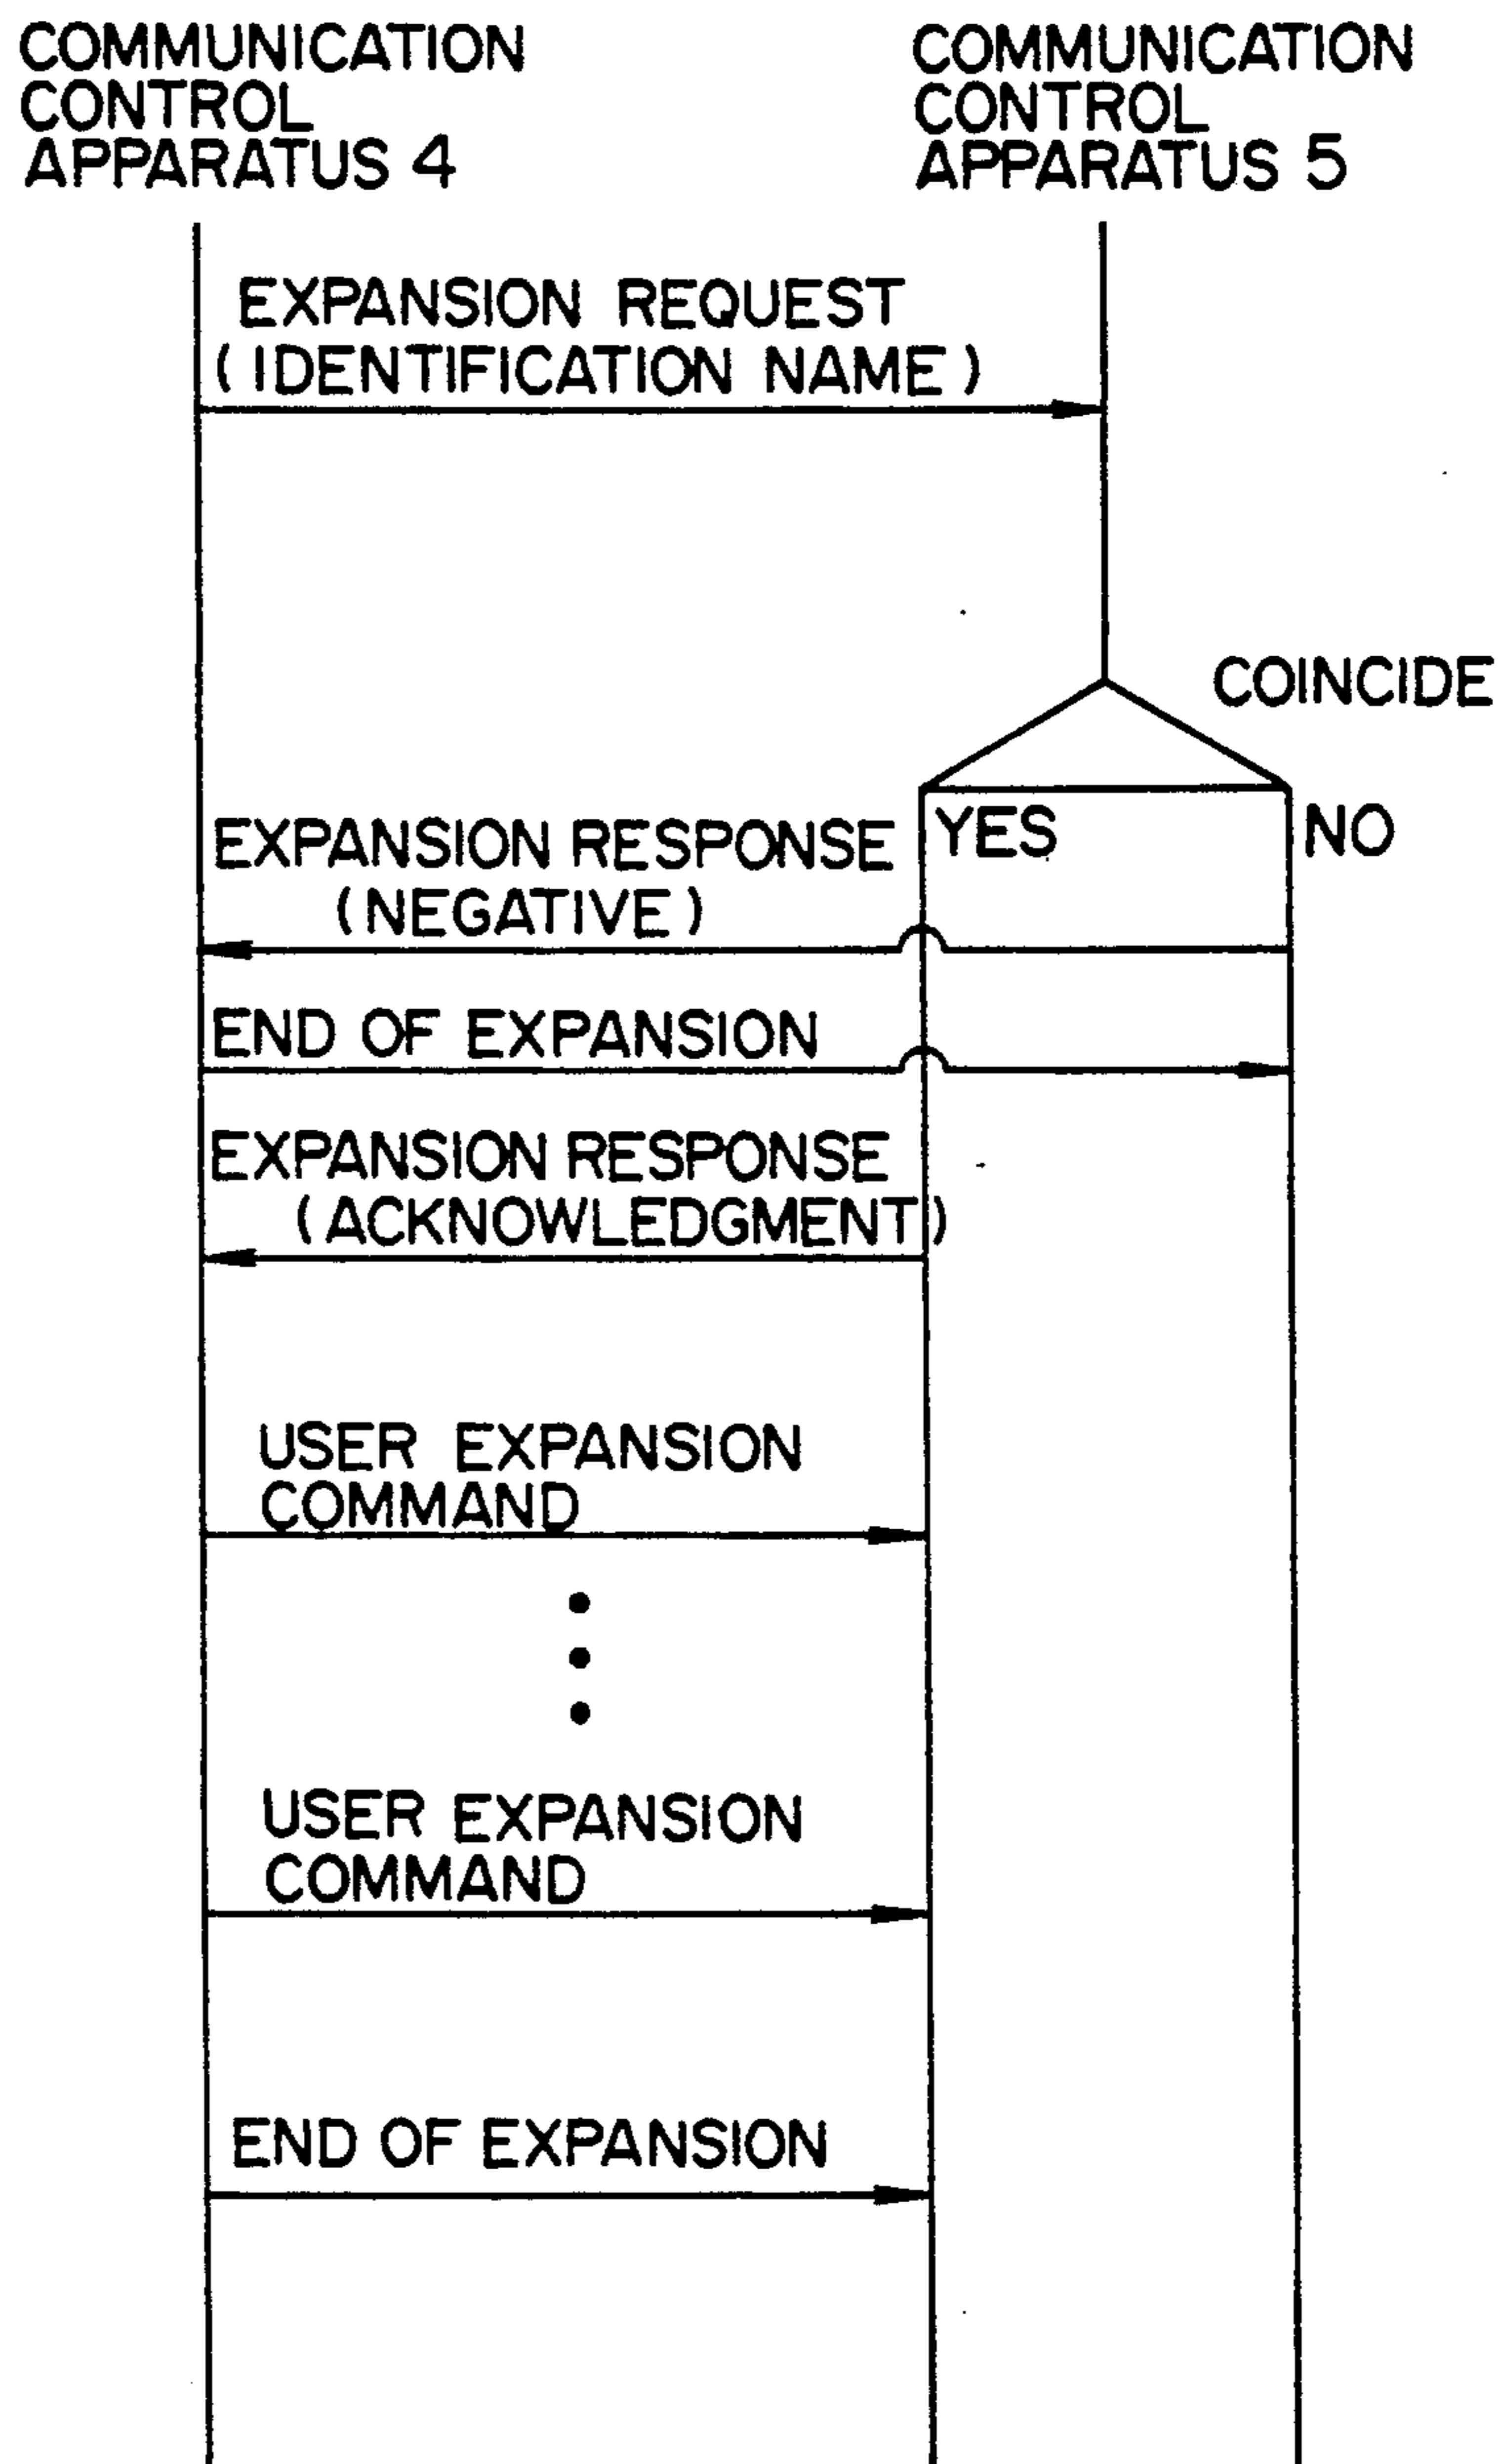 COMMUNICATION
CONTROL
APPARATUS 4
COMMUNICATION
CONTROL
APPARATUS 5
EXPANSION REQUEST
(IDENTIFICATION NAME)
COINCIDE
YES
NO
EXPANSION RESPONSE
(NEGATIVE)
END OF EXPANSION
EXPANSION RESPONSE
(ACKNOWLEDGMENT)
USER EXPANSION
COMMAND
USER EXPANSION
COMMAND
END OF EXPANSION